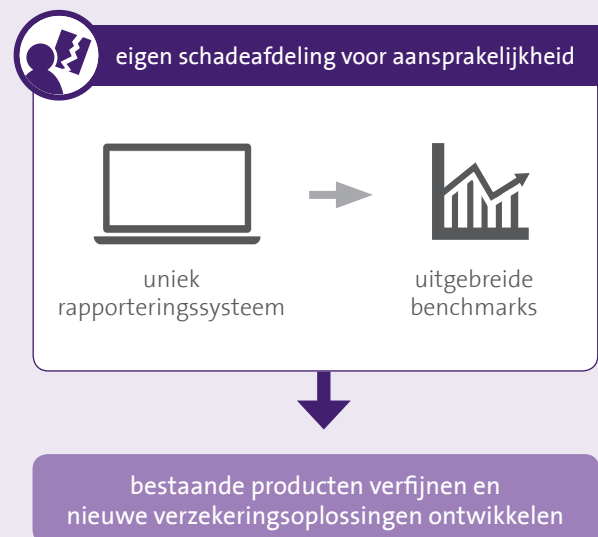 eigen schadeafdeling voor aansprakelijkheid
uniek
rapporteringssysteem
uitgebreide
benchmarks
bestaande producten verfijnen en
nieuwe verzekeringsoplossingen ontwikkelen